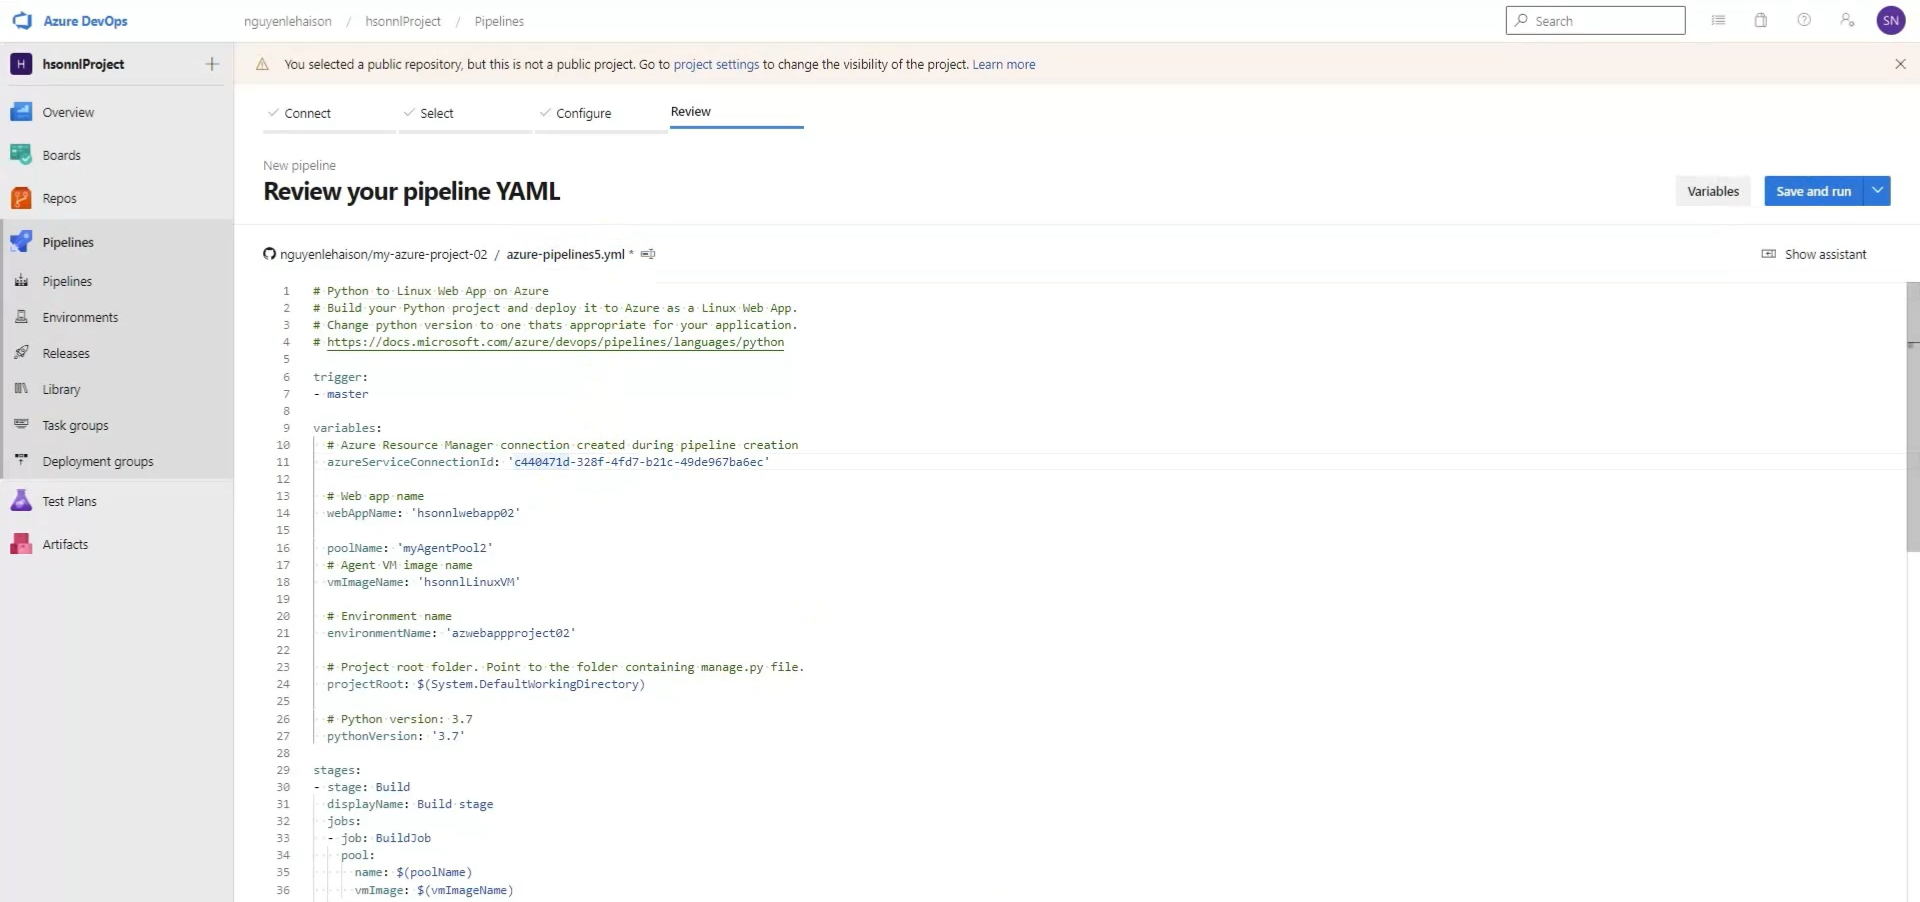 Azure DevOps
nguyenlehaison / hsonnlProject / Pipelines
Search
SN
H hsonnlProject
You selected a public repository, but this is not a public project. Go to project settings to change the visibility of the project. Learn more
Overview
Boards
Repos
Pipelines
Pipelines
Environments
Releases
Library
Task groups
Deployment groups
Test Plans
Artifacts
Connect
Select
Configure
Review
New pipeline
Review your pipeline YAML
Variables
Save and run
nguyenlehaison/my-azure-project-02 / azure-pipelines5.yml *
Show assistant
1 # Python to Linux Web App on Azure
2 # Build your Python project and deploy it to Azure as a Linux Web App.
3 # Change python version to one thats appropriate for your application.
4 # https://docs.microsoft.com/azure/devops/pipelines/languages/python
5
6 trigger:
7 - master
8
9 variables:
10 # Azure Resource Manager connection created during pipeline creation
11 azureServiceConnectionId: 'c440471d-328f-4fd7-b21c-49de967ba6ec'
12
13 # Web app name
14 webAppName: 'hsonnlwebapp02'
15
16 poolName: 'myAgentPool2'
17 # Agent VM image name
18 vmImageName: 'hsonnlLinuxVM'
19
20 # Environment name
21 environmentName: 'azwebappproject02'
22
23 # Project root folder. Point to the folder containing manage.py file.
24 projectRoot: $(System.DefaultWorkingDirectory)
25
26 # Python version: 3.7
27 pythonVersion: '3.7'
28
29 stages:
30 - stage: Build
31 displayName: Build stage
32 jobs:
33 - job: BuildJob
34 pool:
35 name: $(poolName)
36 vmImage: $(vmImageName)